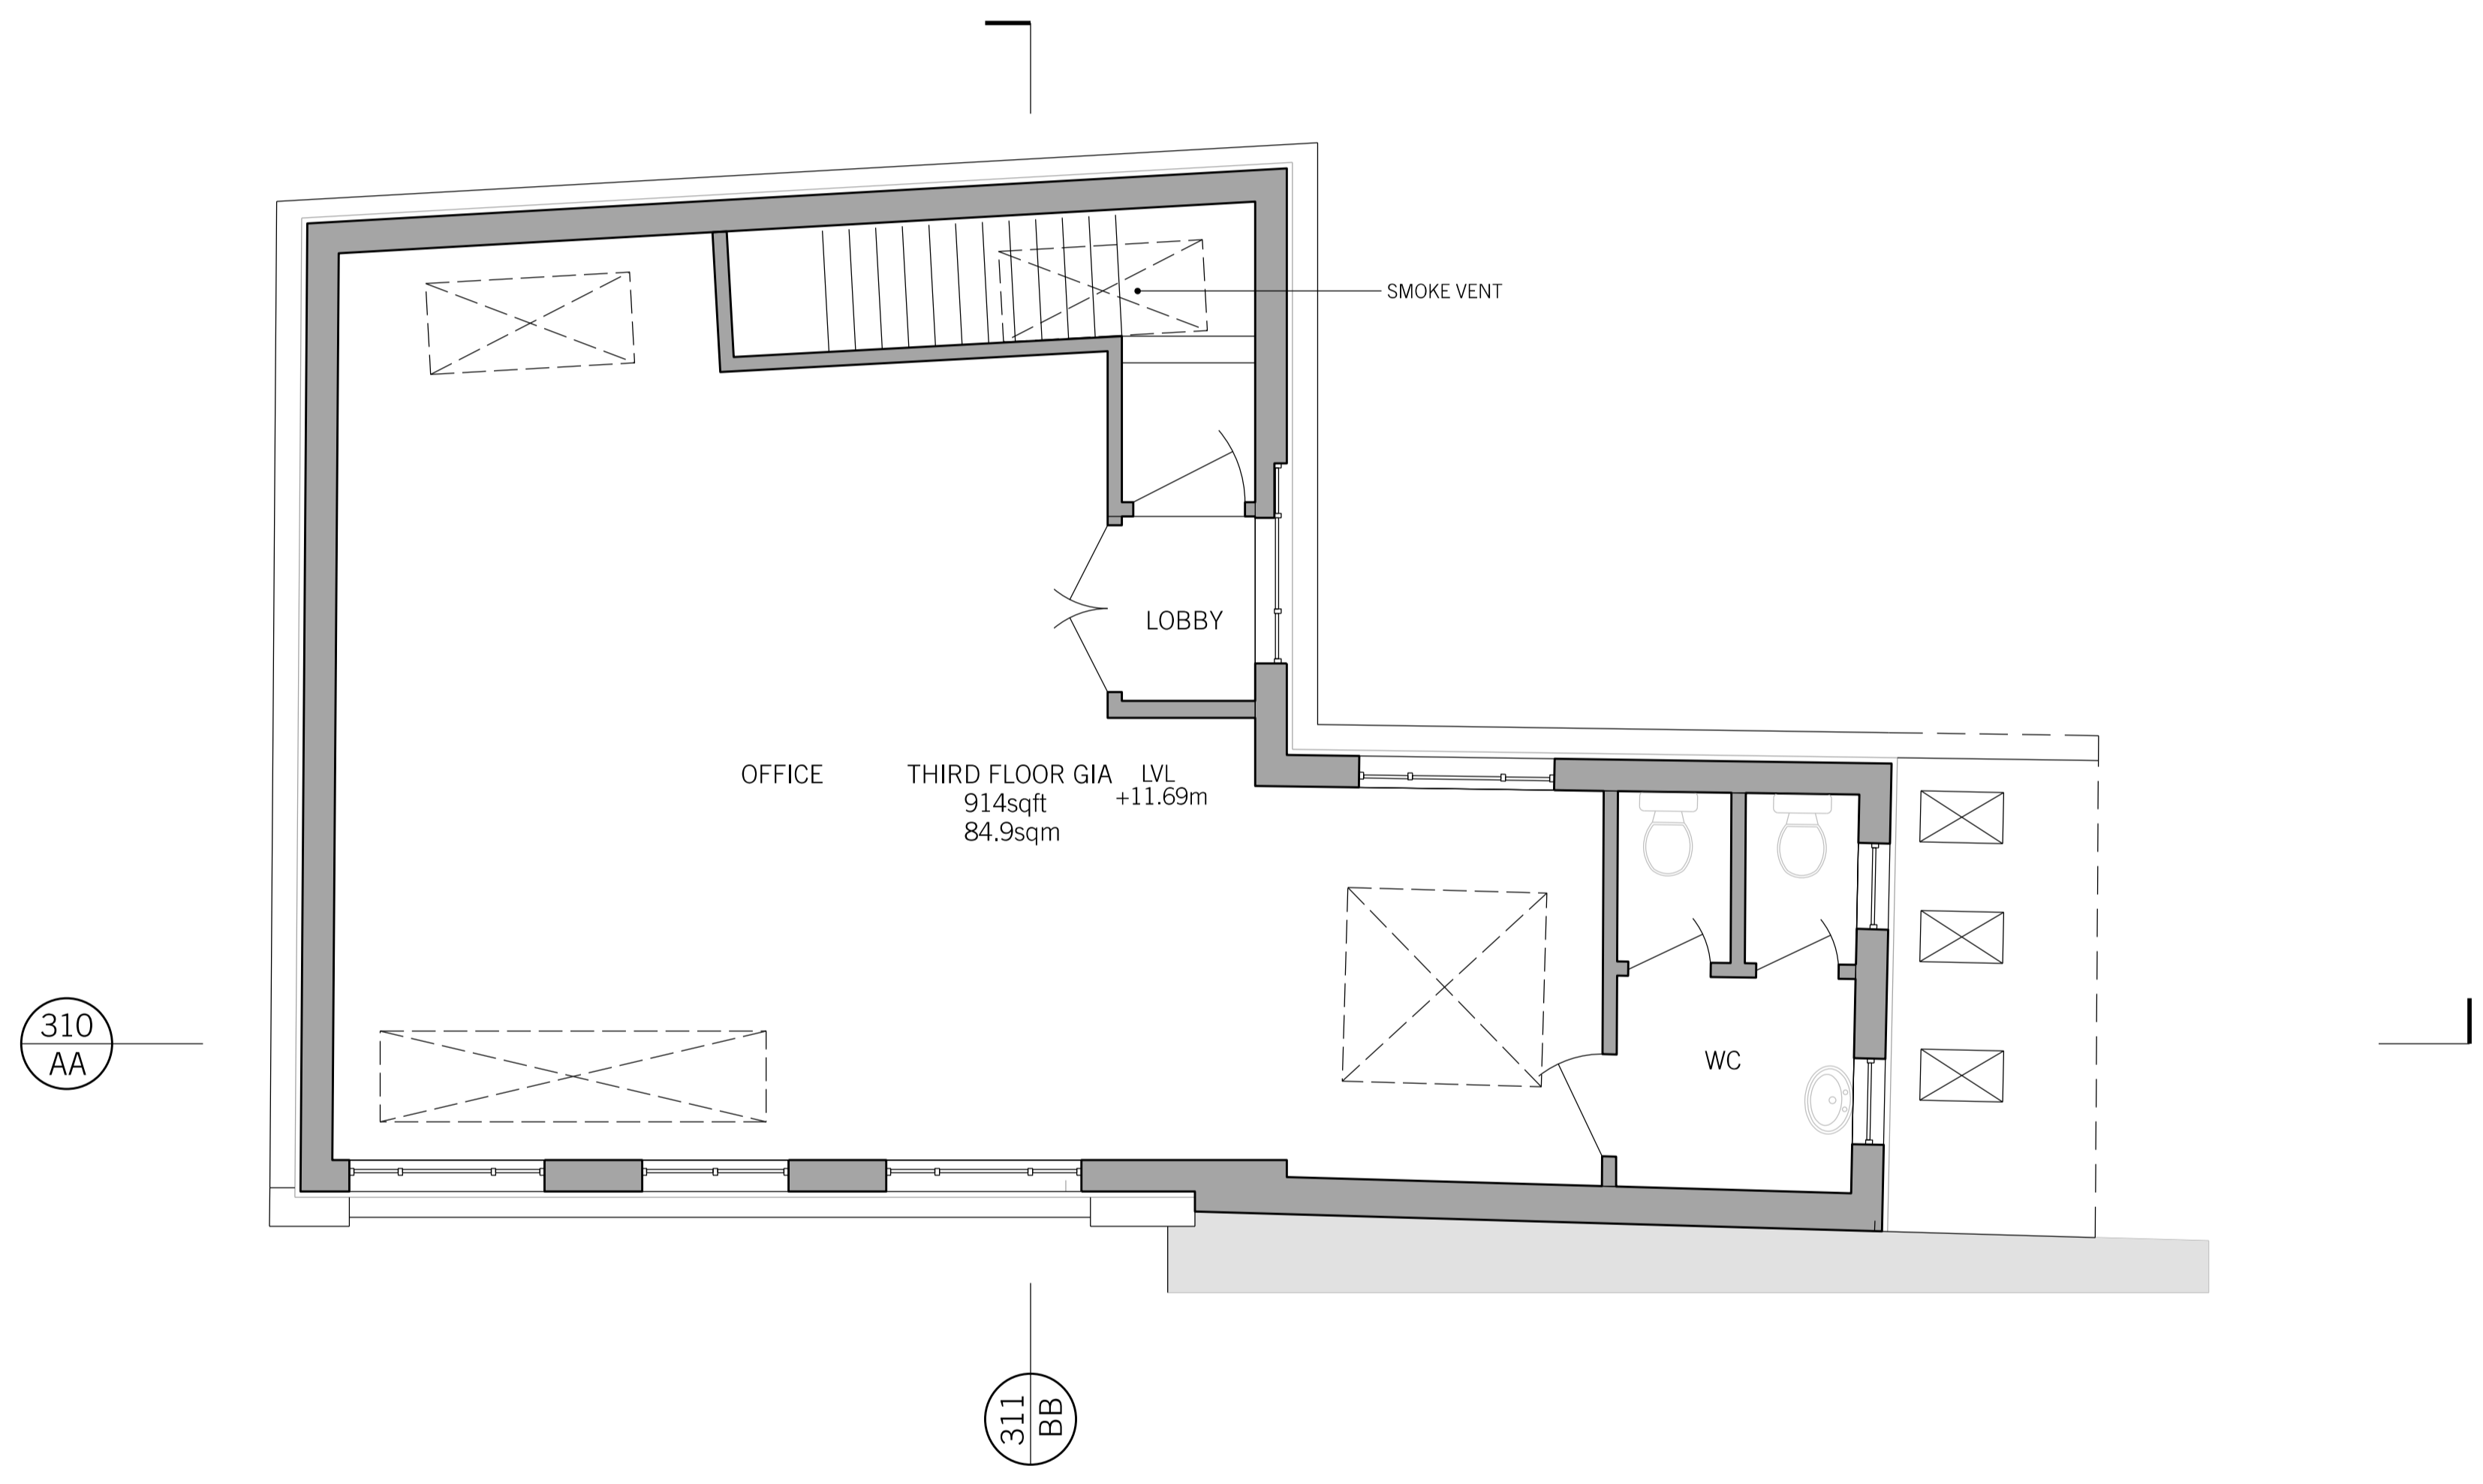 SMOKE VENT
LOBBY
OFFICE
THIRD FLOOR GIA
914sqft
84.9sqm
LVL
+11.69m
310
AA
WC
311
BB